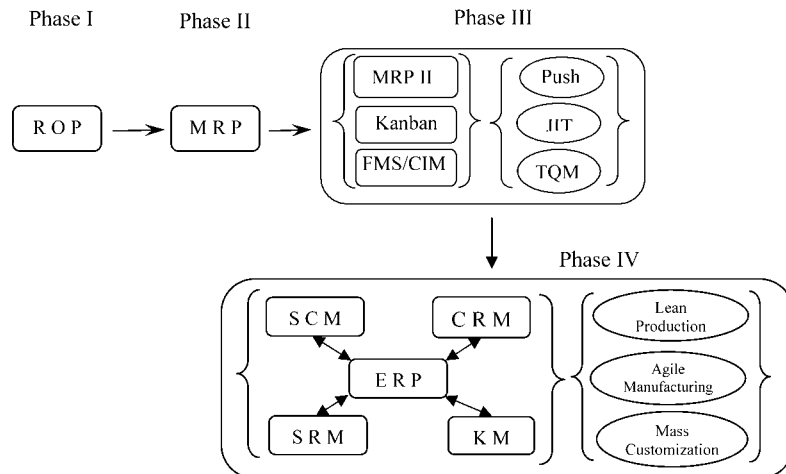 Phase I
Phase II
Phase III
R O P
M R P
MRP II
Kanban
FMS/CIM
Push
JIT
TQM
Phase IV
S C M
C R M
E R P
S R M
K M
Lean
Production
Agile
Manufacturing
Mass
Customization